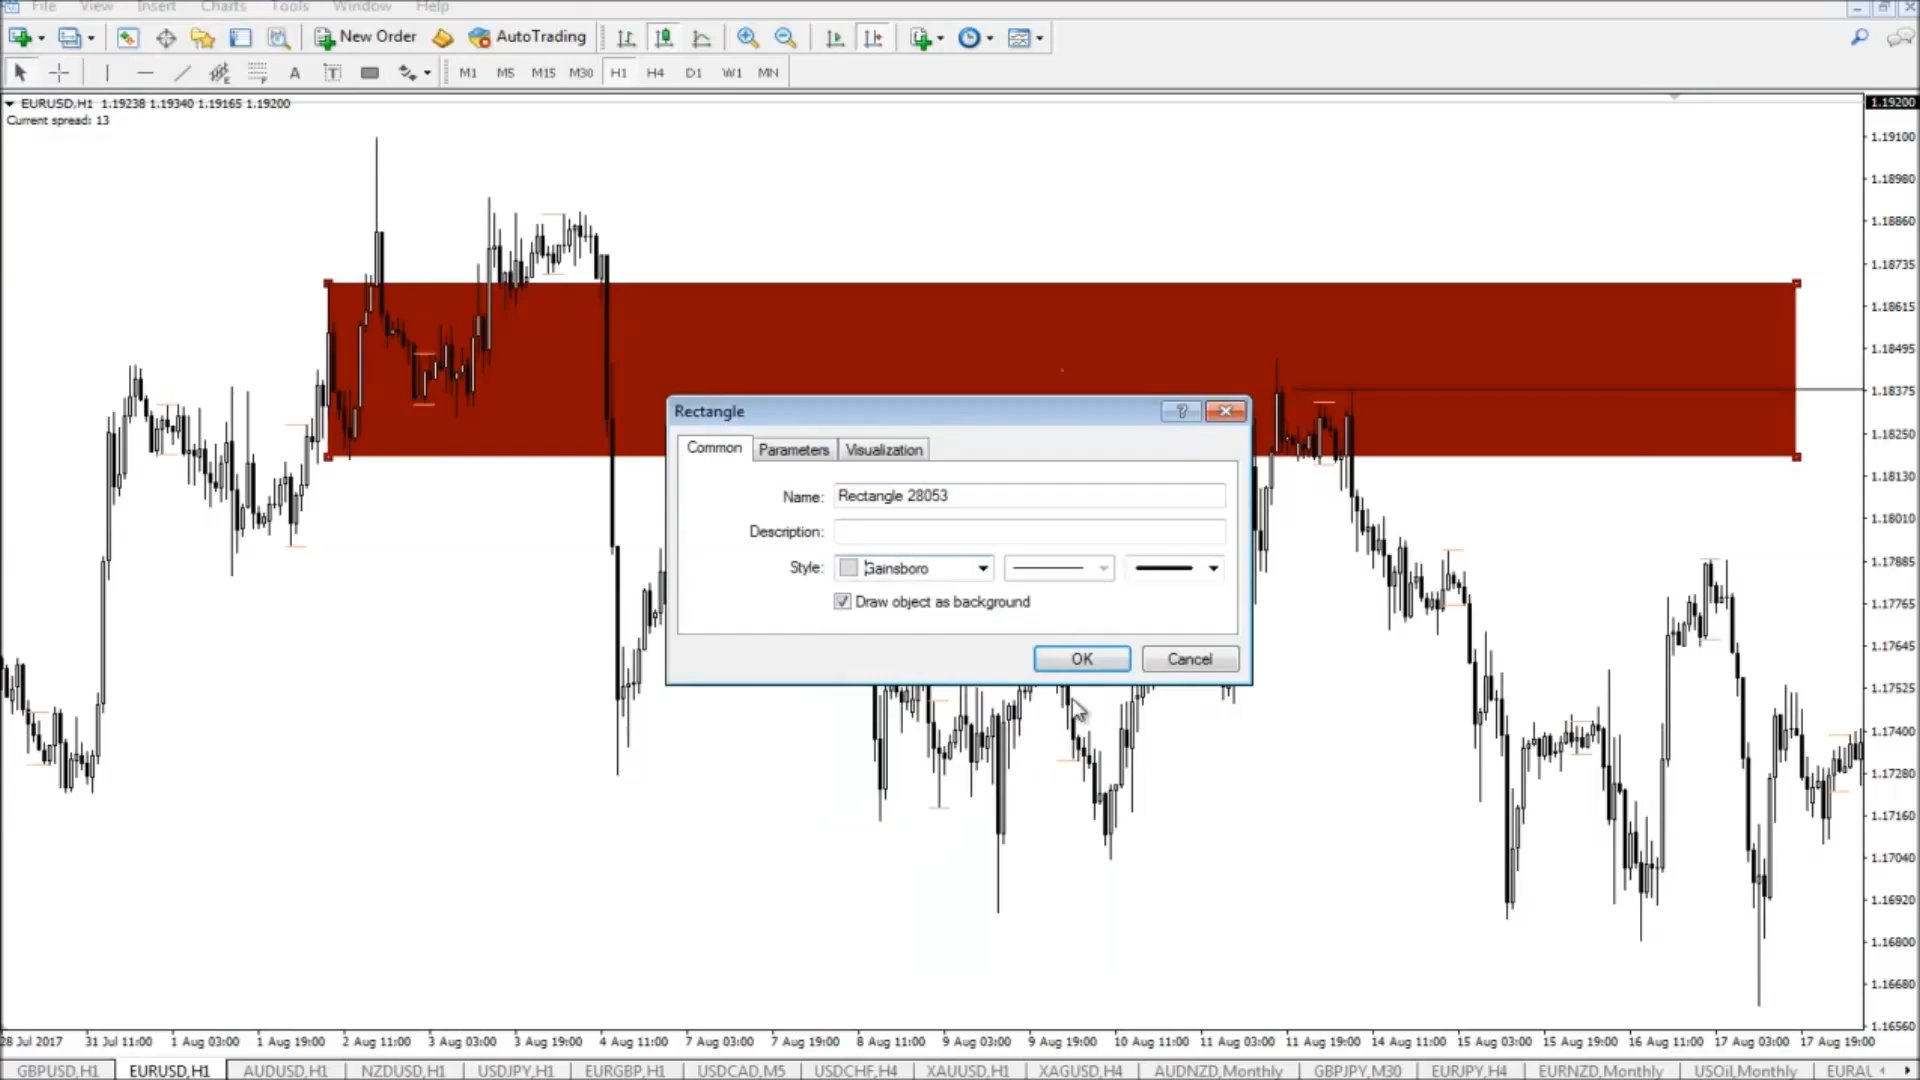 File View Insert Charts Tools Window Help
New Order AutoTrading
A T M1 M5 M15 M30 H1 H4 D1 W1 MN
EURUSD,H1 1.19238 1.19340 1.19165 1.19200
Current spread: 13
1.19200
1.19100
1.18980
1.18860
1.18735
1.18615
1.18495
1.18375
1.18250
1.18130
1.18010
1.17885
1.17765
1.17645
1.17525
1.17400
1.17280
1.17160
1.17040
1.16920
1.16800
1.16680
1.16560
Rectangle
Common Parameters Visualization
Name: Rectangle 28053
Description:
Style: Gainsboro
Draw object as background
OK Cancel
28 Jul 2017 31 Jul 11:00 1 Aug 03:00 1 Aug 19:00 2 Aug 11:00 3 Aug 03:00 3 Aug 19:00 4 Aug 11:00 7 Aug 03:00 7 Aug 19:00 8 Aug 11:00 9 Aug 03:00 9 Aug 19:00 10 Aug 11:00 11 Aug 03:00 11 Aug 19:00 14 Aug 11:00 15 Aug 03:00 15 Aug 19:00 16 Aug 11:00 17 Aug 03:00 17 Aug 19:00
GBPUSD,H1 EURUSD,H1 AUDUSD,H1 NZDUSD,H1 USDJPY,H1 EURGBP,H1 USDCAD,M5 USDCHF,H4 XAUUSD,H1 XAGUSD,H4 AUDNZD,Monthly GBPJPY,M30 EURJPY,H4 EURNZD,Monthly USOil,Monthly EURAU